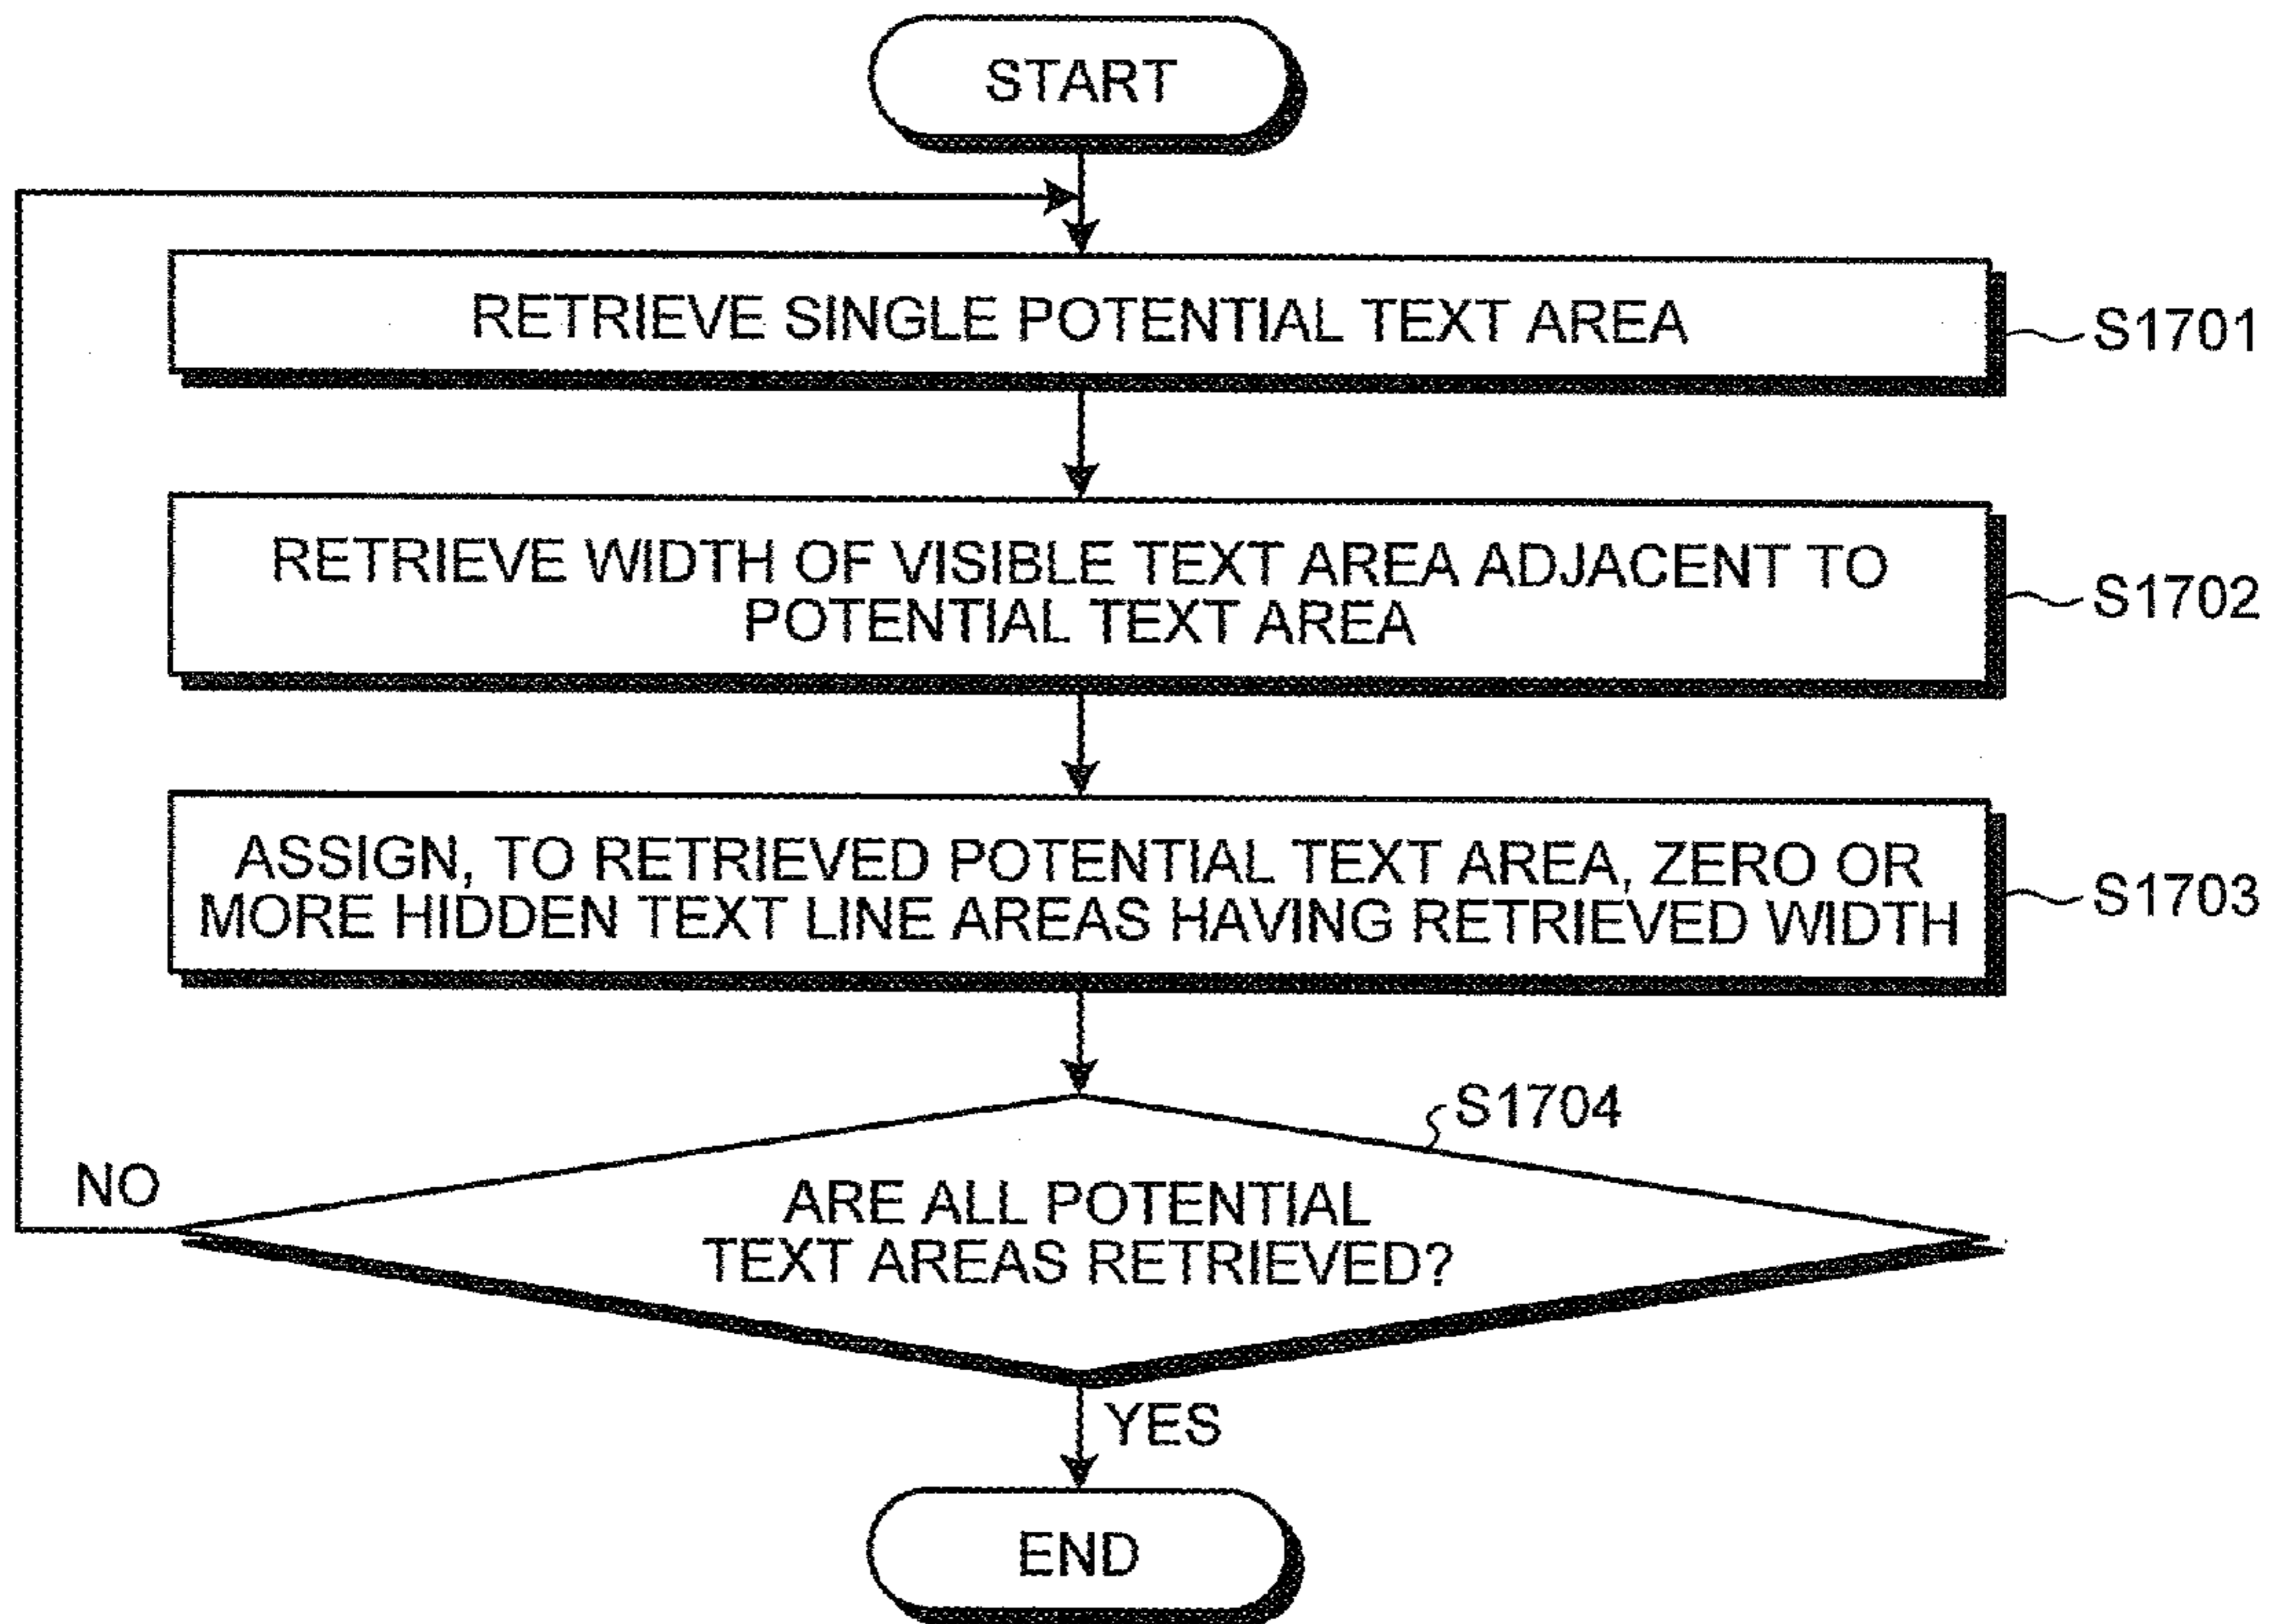 START
RETRIEVE SINGLE POTENTIAL TEXT AREA
S1701
RETRIEVE WIDTH OF VISIBLE TEXT AREA ADJACENT TO
POTENTIAL TEXT AREA
S1702
ASSIGN, TO RETRIEVED POTENTIAL TEXT AREA, ZERO OR
MORE HIDDEN TEXT LINE AREAS HAVING RETRIEVED WIDTH
S1703
S1704
NO
ARE ALL POTENTIAL
TEXT AREAS RETRIEVED?
YES
END